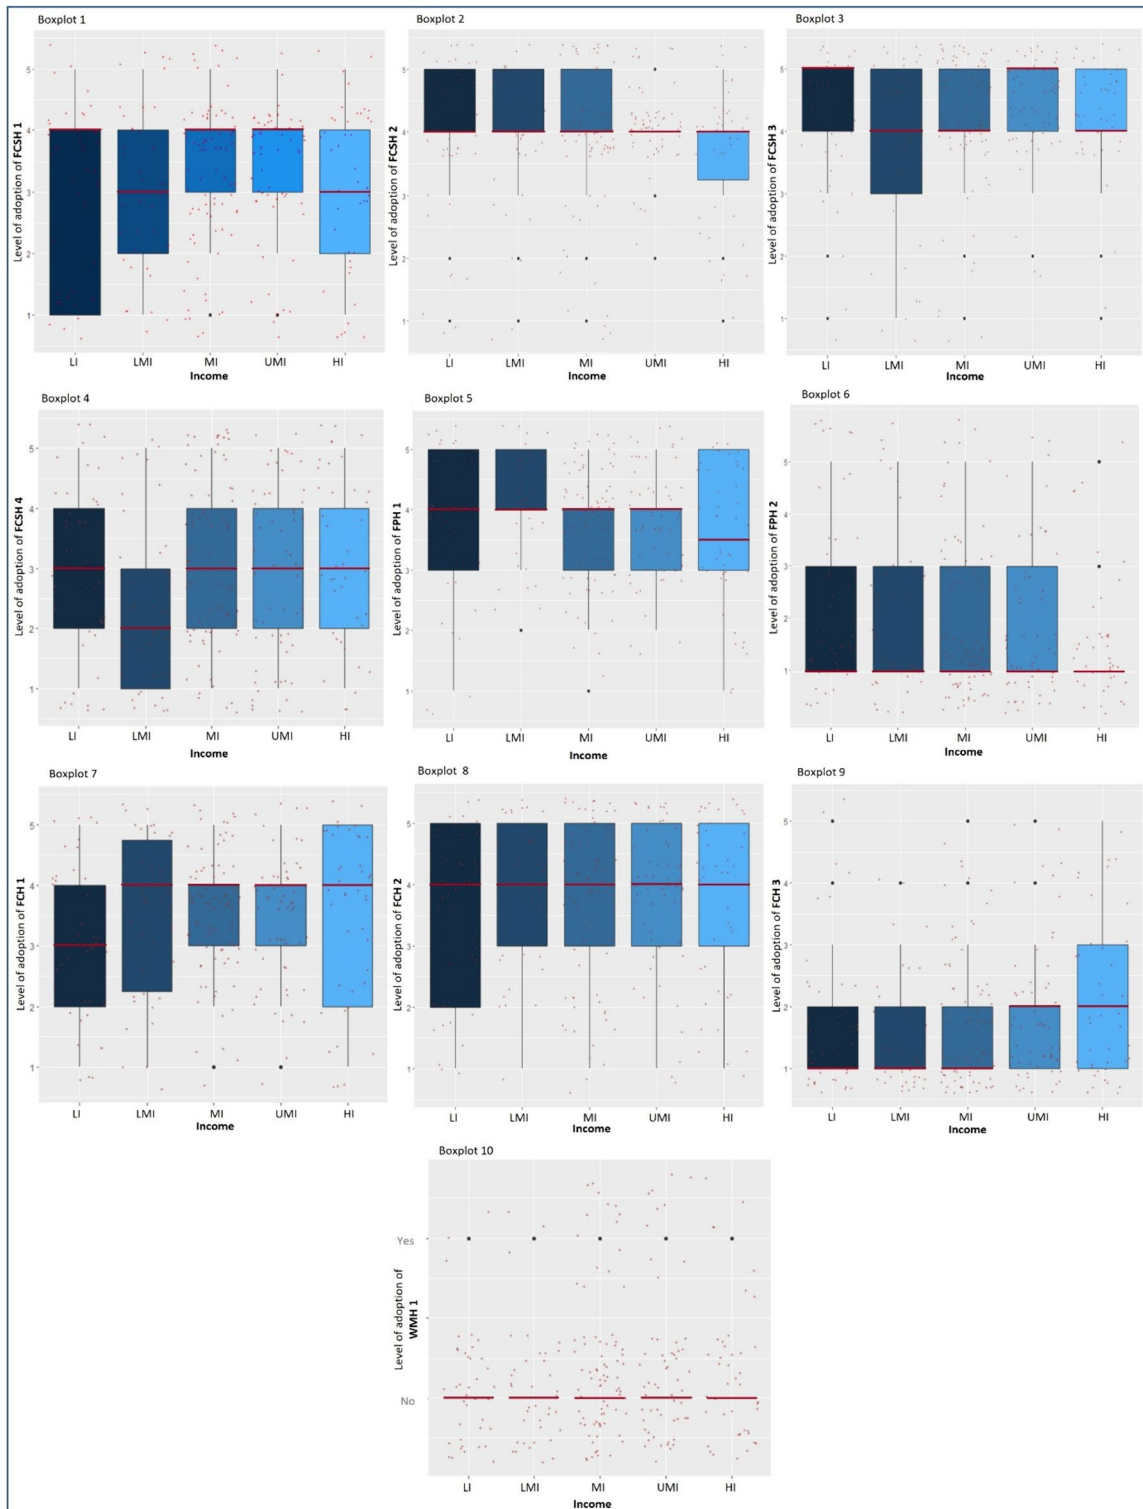 Boxplot 1
Level of adoption of FCSH 1
5
4
3
2
1
LI LMI MI UMI HI
Income
Boxplot 2
Level of adoption of FCSH 2
5
4
3
2
1
LI LMI MI UMI HI
Income
Boxplot 3
Level of adoption of FCSH 3
5
4
3
2
1
LI LMI MI UMI HI
Income
Boxplot 4
Level of adoption of FCSH 4
5
4
3
2
1
LI LMI MI UMI HI
Income
Boxplot 5
Level of adoption of FPH 1
5
4
3
2
1
LI LMI MI UMI HI
Income
Boxplot 6
Level of adoption of FPH 2
5
4
3
2
1
LI LMI MI UMI HI
Income
Boxplot 7
Level of adoption of FCH 1
5
4
3
2
1
LI LMI MI UMI HI
Income
Boxplot 8
Level of adoption of FCH 2
5
4
3
2
1
LI LMI MI UMI HI
Income
Boxplot 9
Level of adoption of FCH 3
5
4
3
2
1
LI LMI MI UMI HI
Income
Boxplot 10
Level of adoption of
WMH 1
Yes
No
LI LMI MI UMI HI
Income